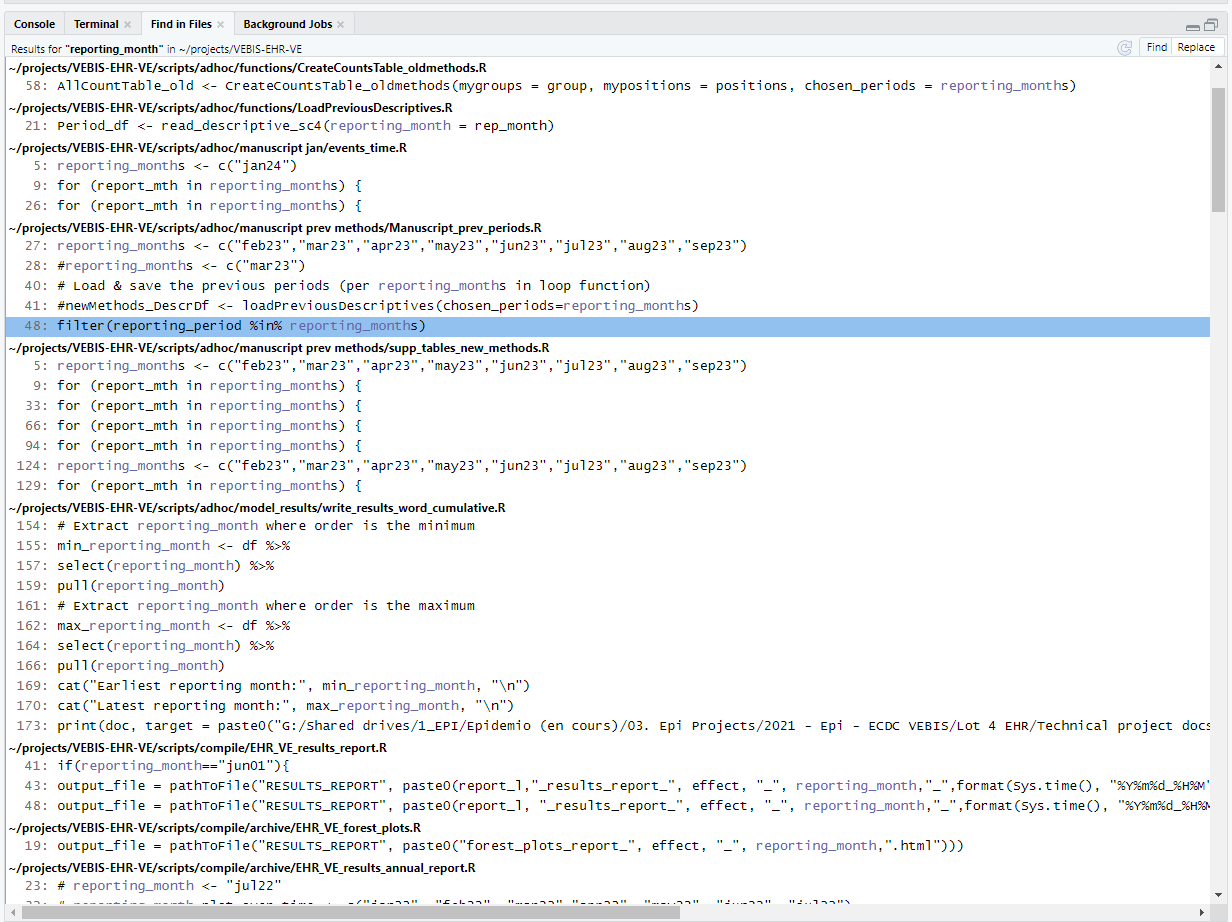 Console Terminal × Find in Files × Background Jobs ×
Results for "reporting_month" in ~/projects/VEBIS-EHR-VE Find Replace
~/projects/VEBIS-EHR-VE/scripts/adhoc/functions/CreateCountsTable_oldmethods.R
58: AllCountTable_old <- CreateCountsTable_oldmethods(mygroups = group, mypositions = positions, chosen_periods = reporting_months)
~/projects/VEBIS-EHR-VE/scripts/adhoc/functions/LoadPreviousDescriptives.R
21: Period_df <- read_descriptive_sc4(reporting_month = rep_month)
~/projects/VEBIS-EHR-VE/scripts/adhoc/manuscript jan/events_time.R
5: reporting_months <- c("jan24")
9: for (report_mth in reporting_months) {
26: for (report_mth in reporting_months) {
~/projects/VEBIS-EHR-VE/scripts/adhoc/manuscript prev methods/Manuscript_prev_periods.R
27: reporting_months <- c("feb23","mar23","apr23","may23","jun23","jul23","aug23","sep23")
28: #reporting_months <- c("mar23")
40: # Load & save the previous periods (per reporting_months in loop function)
41: #newMethods_DescrDf <- loadPreviousDescriptives(chosen_periods=reporting_months)
48: filter(reporting_period %in% reporting_months)
~/projects/VEBIS-EHR-VE/scripts/adhoc/manuscript prev methods/supp_tables_new_methods.R
5: reporting_months <- c("feb23","mar23","apr23","may23","jun23","jul23","aug23","sep23")
9: for (report_mth in reporting_months) {
33: for (report_mth in reporting_months) {
66: for (report_mth in reporting_months) {
94: for (report_mth in reporting_months) {
124: reporting_months <- c("feb23","mar23","apr23","may23","jun23","jul23","aug23","sep23")
129: for (report_mth in reporting_months) {
~/projects/VEBIS-EHR-VE/scripts/adhoc/model_results/write_results_word_cumulative.R
154: # Extract reporting_month where order is the minimum
155: min_reporting_month <- df %>%
157: select(reporting_month) %>%
159: pull(reporting_month)
161: # Extract reporting_month where order is the maximum
162: max_reporting_month <- df %>%
164: select(reporting_month) %>%
166: pull(reporting_month)
169: cat("Earliest reporting month:", min_reporting_month, "\n")
170: cat("Latest reporting month:", max_reporting_month, "\n")
173: print(doc, target = paste0("G:/Shared drives/1_EPI/Epidemio (en cours)/03. Epi Projects/2021 - Epi - ECDC VEBIS/Lot 4 EHR/Technical project docs
~/projects/VEBIS-EHR-VE/scripts/compile/EHR_VE_results_report.R
41: if(reporting_month=="jun01"){
43: output_file = pathToFile("RESULTS_REPORT", paste0(report_l,"_results_report_", effect, "_", reporting_month,"_",format(Sys.time(), "%Y%m%d_%H%M"
48: output_file = pathToFile("RESULTS_REPORT", paste0(report_l, "_results_report_", effect, "_", reporting_month,"_",format(Sys.time(), "%Y%m%d_%H%M
~/projects/VEBIS-EHR-VE/scripts/compile/archive/EHR_VE_forest_plots.R
19: output_file = pathToFile("RESULTS_REPORT", paste0("forest_plots_report_", effect, "_", reporting_month,".html")))
~/projects/VEBIS-EHR-VE/scripts/compile/archive/EHR_VE_results_annual_report.R
23: # reporting_month <- "jul22"